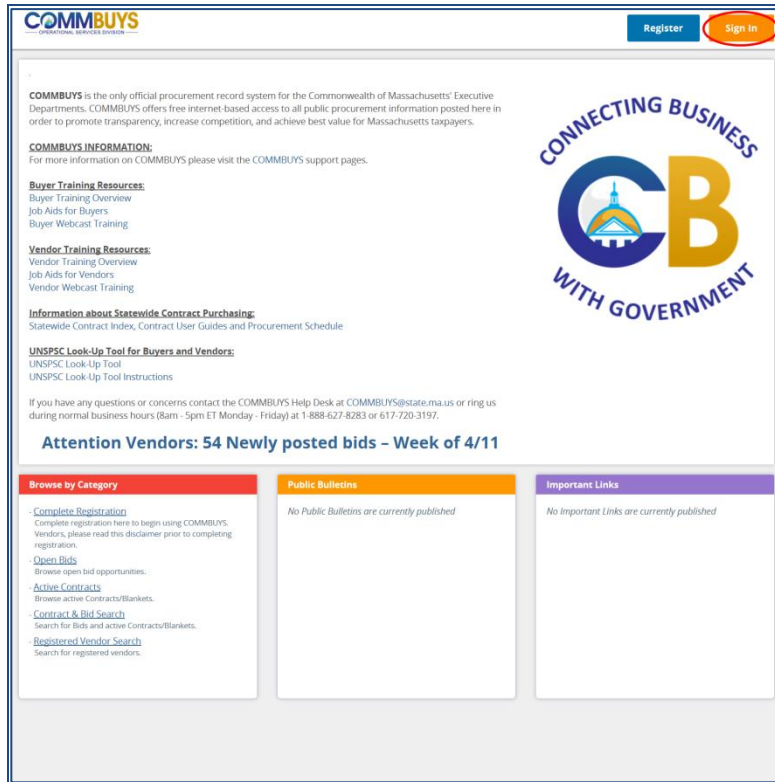 COMMBUYS
OPERATIONAL SERVICES DIVISION
Register
Sign In
COMMBUYS is the only official procurement record system for the Commonwealth of Massachusetts' Executive
Departments. COMMBUYS offers free internet-based access to all public procurement information posted here in
order to promote transparency, increase competition, and achieve best value for Massachusetts taxpayers.
COMMBUYS INFORMATION:
For more information on COMMBUYS please visit the COMMBUYS support pages.
Buyer Training Resources:
Buyer Training Overview
Job Aids for Buyers
Buyer Webcast Training
Vendor Training Resources:
Vendor Training Overview
Job Aids for Vendors
Vendor Webcast Training
Information about Statewide Contract Purchasing:
Statewide Contract Index, Contract User Guides and Procurement Schedule
UNSPSC Look-Up Tool for Buyers and Vendors:
UNSPSC Look-Up Tool
UNSPSC Look-Up Tool Instructions
If you have any questions or concerns contact the COMMBUYS Help Desk at COMMBUYS@state.ma.us or ring us
during normal business hours (8am - 5pm ET Monday - Friday) at 1-888-627-8283 or 617-720-3197.
Attention Vendors: 54 Newly posted bids – Week of 4/11
CONNECTING BUSINESS
CB
WITH GOVERNMENT
Browse by Category
- Complete Registration
Complete registration here to begin using COMMBUYS.
Vendors, please read this disclaimer prior to completing
registration.
- Open Bids
Browse open bid opportunities.
- Active Contracts
Browse active Contracts/Blankets.
- Contract & Bid Search
Search for Bids and active Contracts/Blankets.
- Registered Vendor Search
Search for registered vendors.
Public Bulletins
No Public Bulletins are currently published
Important Links
No Important Links are currently published